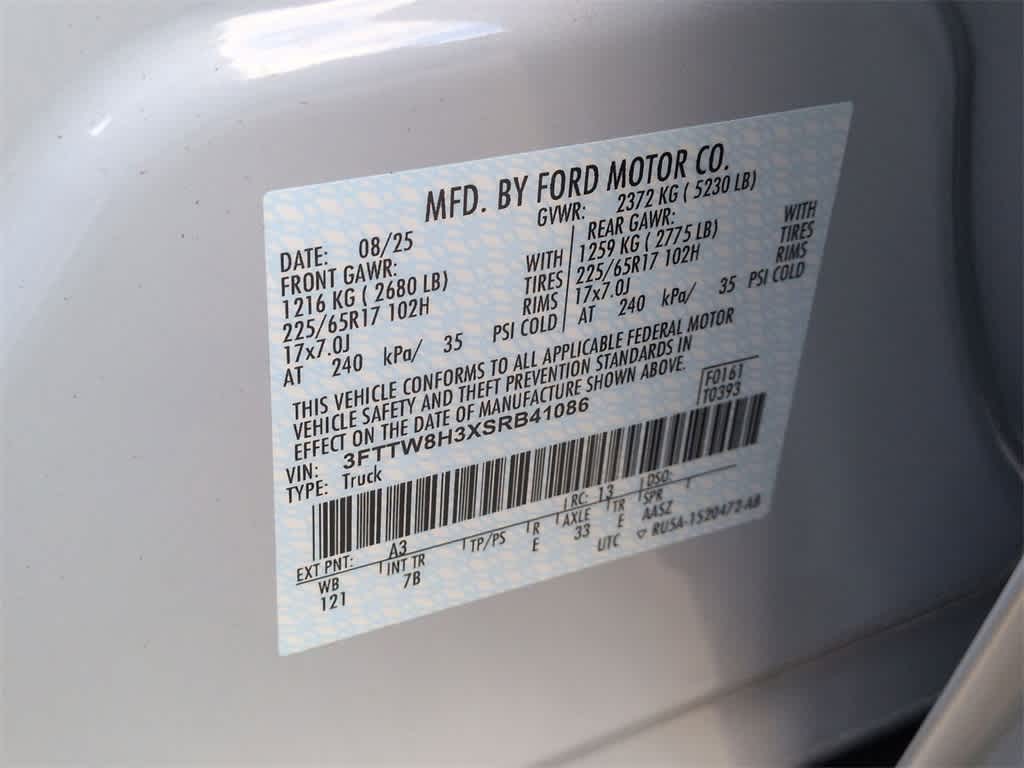 MFD. BY FORD MOTOR CO.
DATE: 08/25 GVWR: 2372 KG ( 5230 LB)
FRONT GAWR: WITH REAR GAWR: WITH
1216 KG ( 2680 LB) TIRES 1259 KG ( 2775 LB) TIRES
225/65R17 102H RIMS 225/65R17 102H RIMS
17x7.0J 17x7.0J
AT 240 kPa/ 35 PSI COLD AT 240 kPa/ 35 PSI COLD
THIS VEHICLE CONFORMS TO ALL APPLICABLE FEDERAL MOTOR
VEHICLE SAFETY AND THEFT PREVENTION STANDARDS IN
EFFECT ON THE DATE OF MANUFACTURE SHOWN ABOVE.
VIN: 3FTTW8H3XSRB41086 F0161
TYPE: Truck T0393
EXT PNT: A3 RC: 13 DSO:
WB INT TR TP/PS R AXLE TR SPR
121 7B E 33 E AASZ
UTC ▽ RUSA-1520472-AB